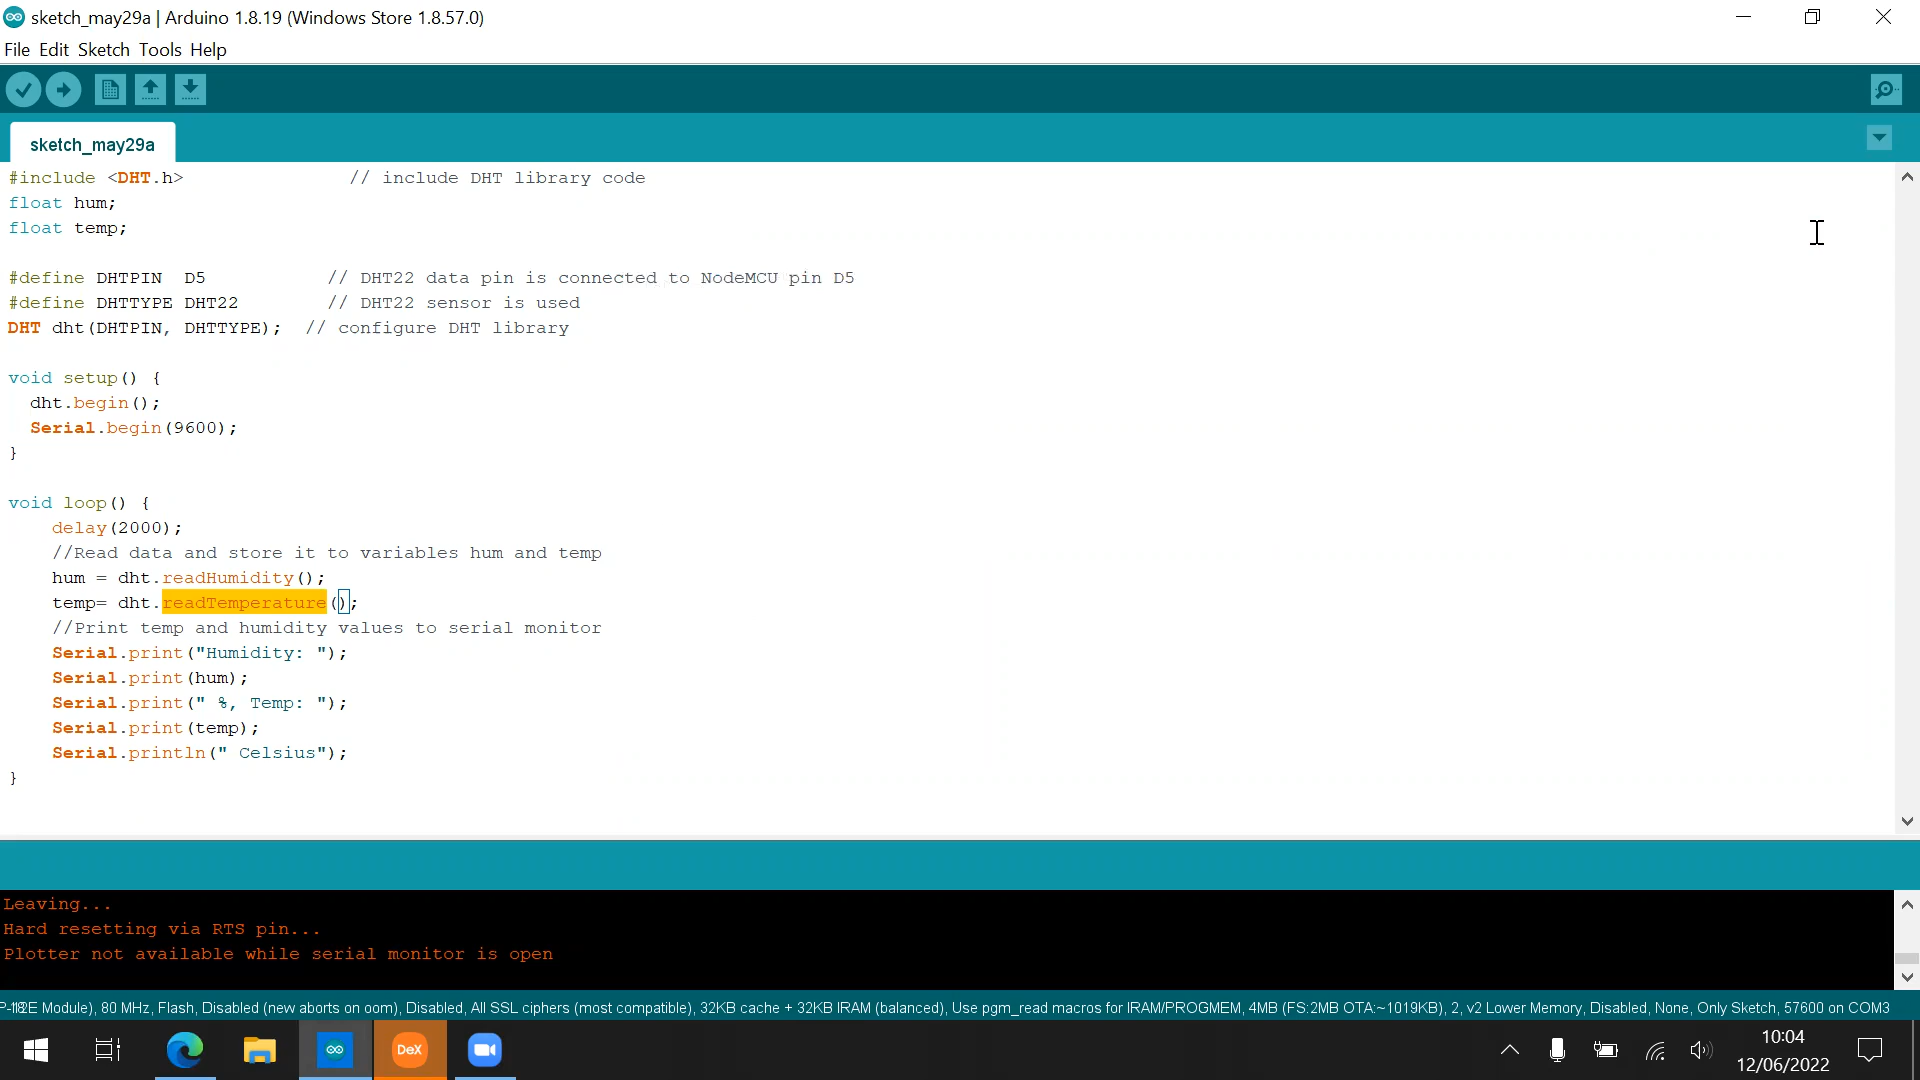 sketch_may29a | Arduino 1.8.19 (Windows Store 1.8.57.0)
File Edit Sketch Tools Help
sketch_may29a
#include <DHT.h>               // include DHT library code
float hum;
float temp;
#define DHTPIN  D5           // DHT22 data pin is connected to NodeMCU pin D5
#define DHTTYPE DHT22        // DHT22 sensor is used
DHT dht(DHTPIN, DHTTYPE);  // configure DHT library
void setup() {
  dht.begin();
  Serial.begin(9600);
}
void loop() {
    delay(2000);
    //Read data and store it to variables hum and temp
    hum = dht.readHumidity();
    temp= dht.readTemperature();
    //Print temp and humidity values to serial monitor
    Serial.print("Humidity: ");
    Serial.print(hum);
    Serial.print(" %, Temp: ");
    Serial.print(temp);
    Serial.println(" Celsius");
}
Leaving...
Hard resetting via RTS pin...
Plotter not available while serial monitor is open
Module), 80 MHz, Flash, Disabled (new aborts on oom), Disabled, All SSL ciphers (most compatible), 32KB cache + 32KB IRAM (balanced), Use pgm_read macros for IRAM/PROGMEM, 4MB (FS:2MB OTA:~1019KB), 2, v2 Lower Memory, Disabled, None, Only Sketch, 57600 on COM3
DeX
10:04
12/06/2022